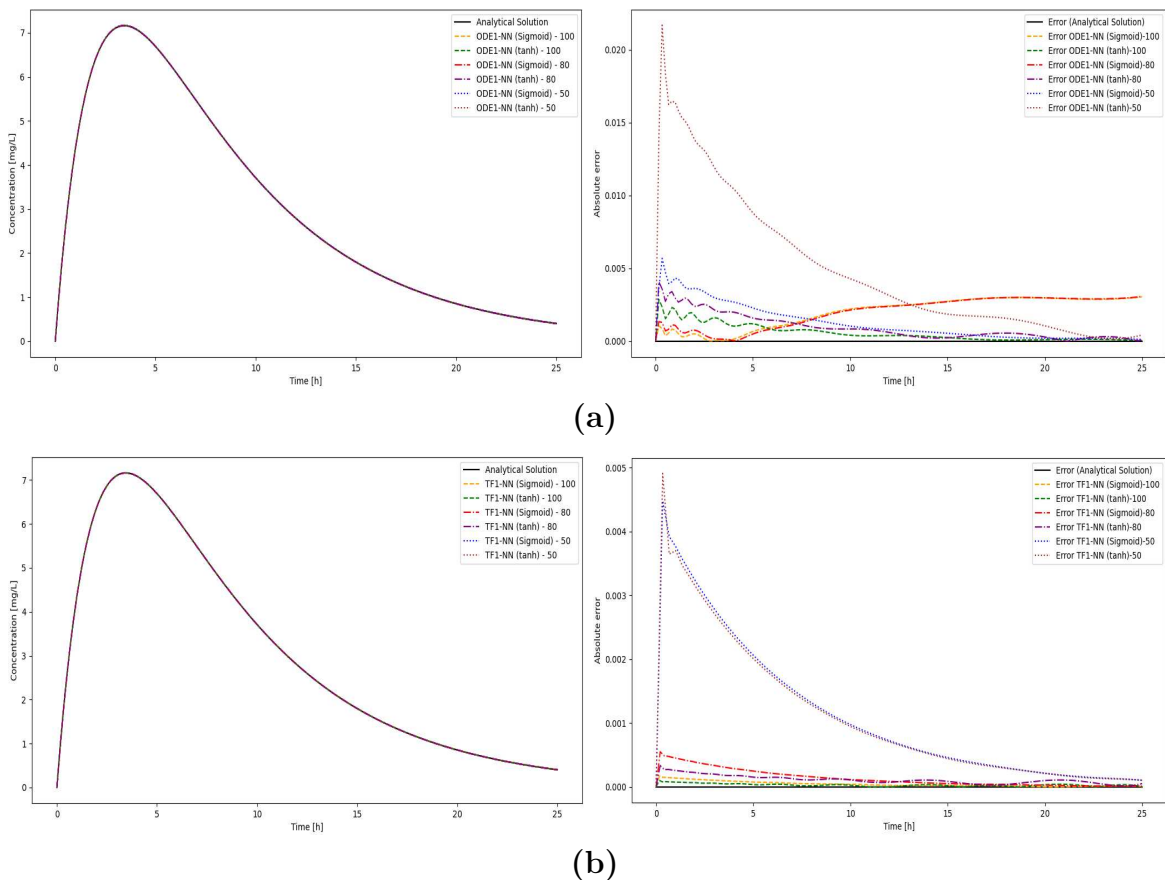 Concentration [mg/L]
7
6
5
4
3
2
1
0
0
5
10
15
20
25
Time [h]
Analytical Solution
ODE1-NN (Sigmoid) - 100
ODE1-NN (tanh) - 100
ODE1-NN (Sigmoid) - 80
ODE1-NN (tanh) - 80
ODE1-NN (Sigmoid) - 50
ODE1-NN (tanh) - 50
Absolute error
0.020
0.015
0.010
0.005
0.000
0
5
10
15
20
25
Time [h]
Error (Analytical Solution)
Error ODE1-NN (Sigmoid)-100
Error ODE1-NN (tanh)-100
Error ODE1-NN (Sigmoid)-80
Error ODE1-NN (tanh)-80
Error ODE1-NN (Sigmoid)-50
Error ODE1-NN (tanh)-50
(a)
Concentration [mg/L]
7
6
5
4
3
2
1
0
0
5
10
15
20
25
Time [h]
Analytical Solution
TF1-NN (Sigmoid) - 100
TF1-NN (tanh) - 100
TF1-NN (Sigmoid) - 80
TF1-NN (tanh) - 80
TF1-NN (Sigmoid) - 50
TF1-NN (tanh) - 50
Absolute error
0.005
0.004
0.003
0.002
0.001
0.000
0
5
10
15
20
25
Time [h]
Error (Analytical Solution)
Error TF1-NN (Sigmoid)-100
Error TF1-NN (tanh)-100
Error TF1-NN (Sigmoid)-80
Error TF1-NN (tanh)-80
Error TF1-NN (Sigmoid)-50
Error TF1-NN (tanh)-50
(b)